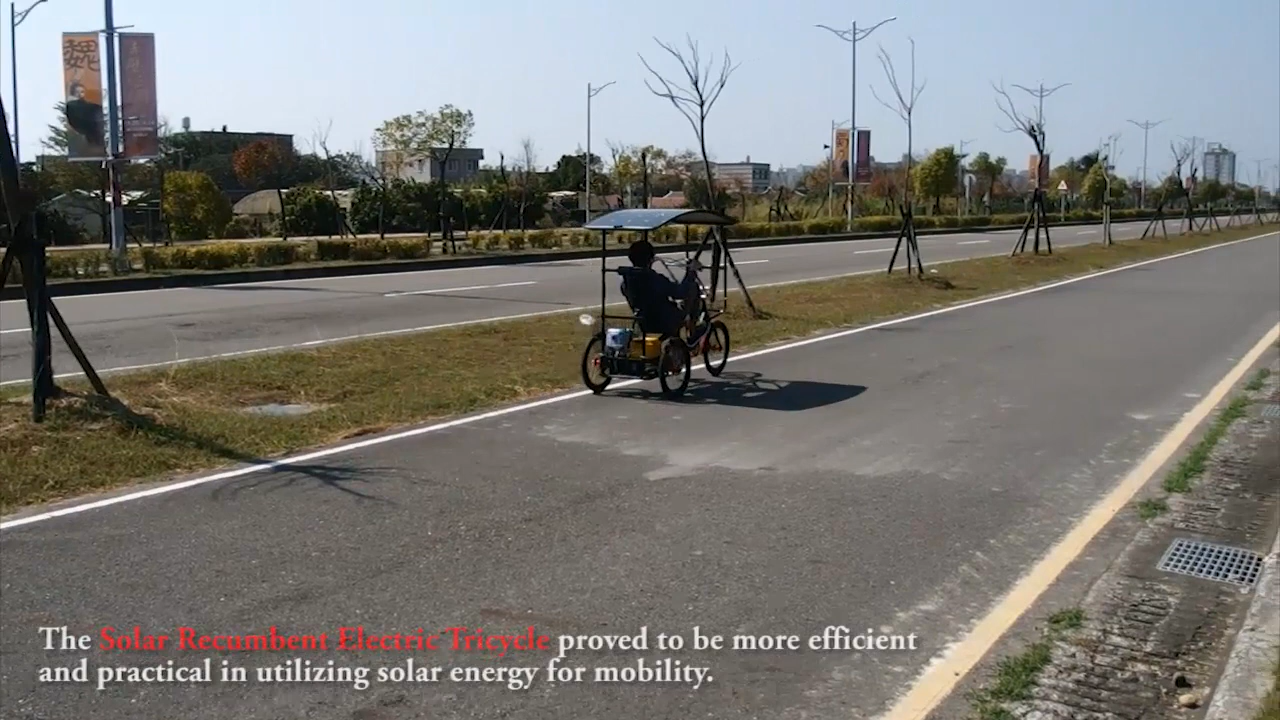 The Solar Recumbent Electric Tricycle proved to be more efficient
and practical in utilizing solar energy for mobility.